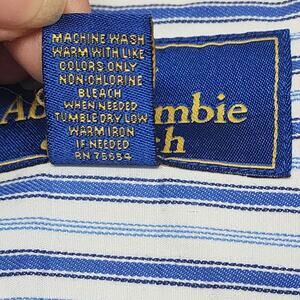 MACHINE WASH
WARM WITH LIKE
COLORS ONLY
NON-CHLORINE
BLEACH
WHEN NEEDED
TUMBLE DRY LOW
WARM IRON
IF NEEDED
RN 75654
A& mbie
h